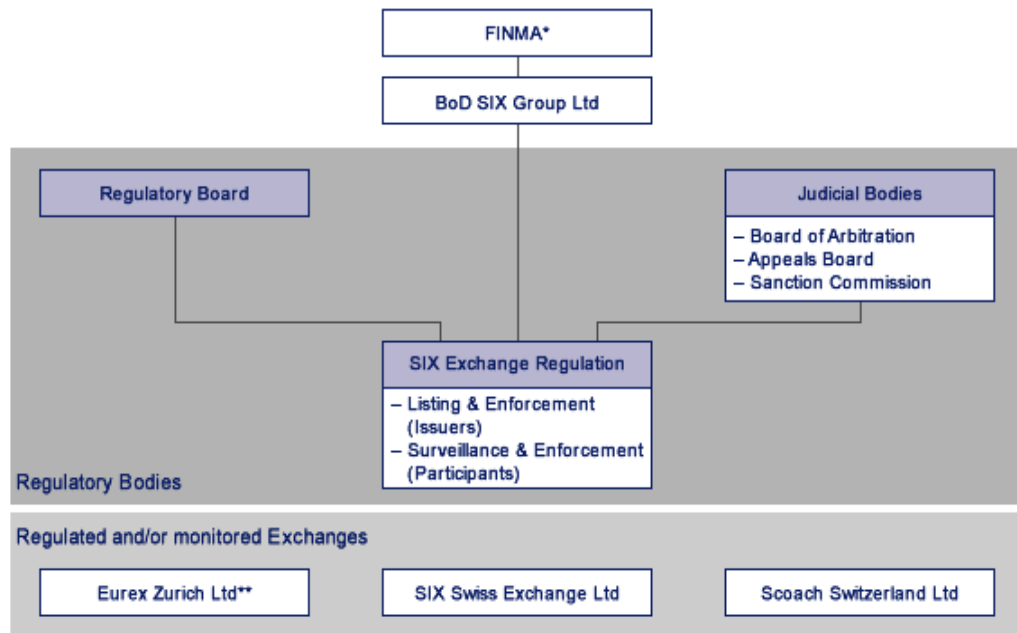 FINMA*
BoD SIX Group Ltd
Regulatory Board
Judicial Bodies
– Board of Arbitration
– Appeals Board
– Sanction Commission
SIX Exchange Regulation
– Listing & Enforcement
(Issuers)
– Surveillance & Enforcement
(Participants)
Regulatory Bodies
Regulated and/or monitored Exchanges
Eurex Zurich Ltd**
SIX Swiss Exchange Ltd
Scoach Switzerland Ltd